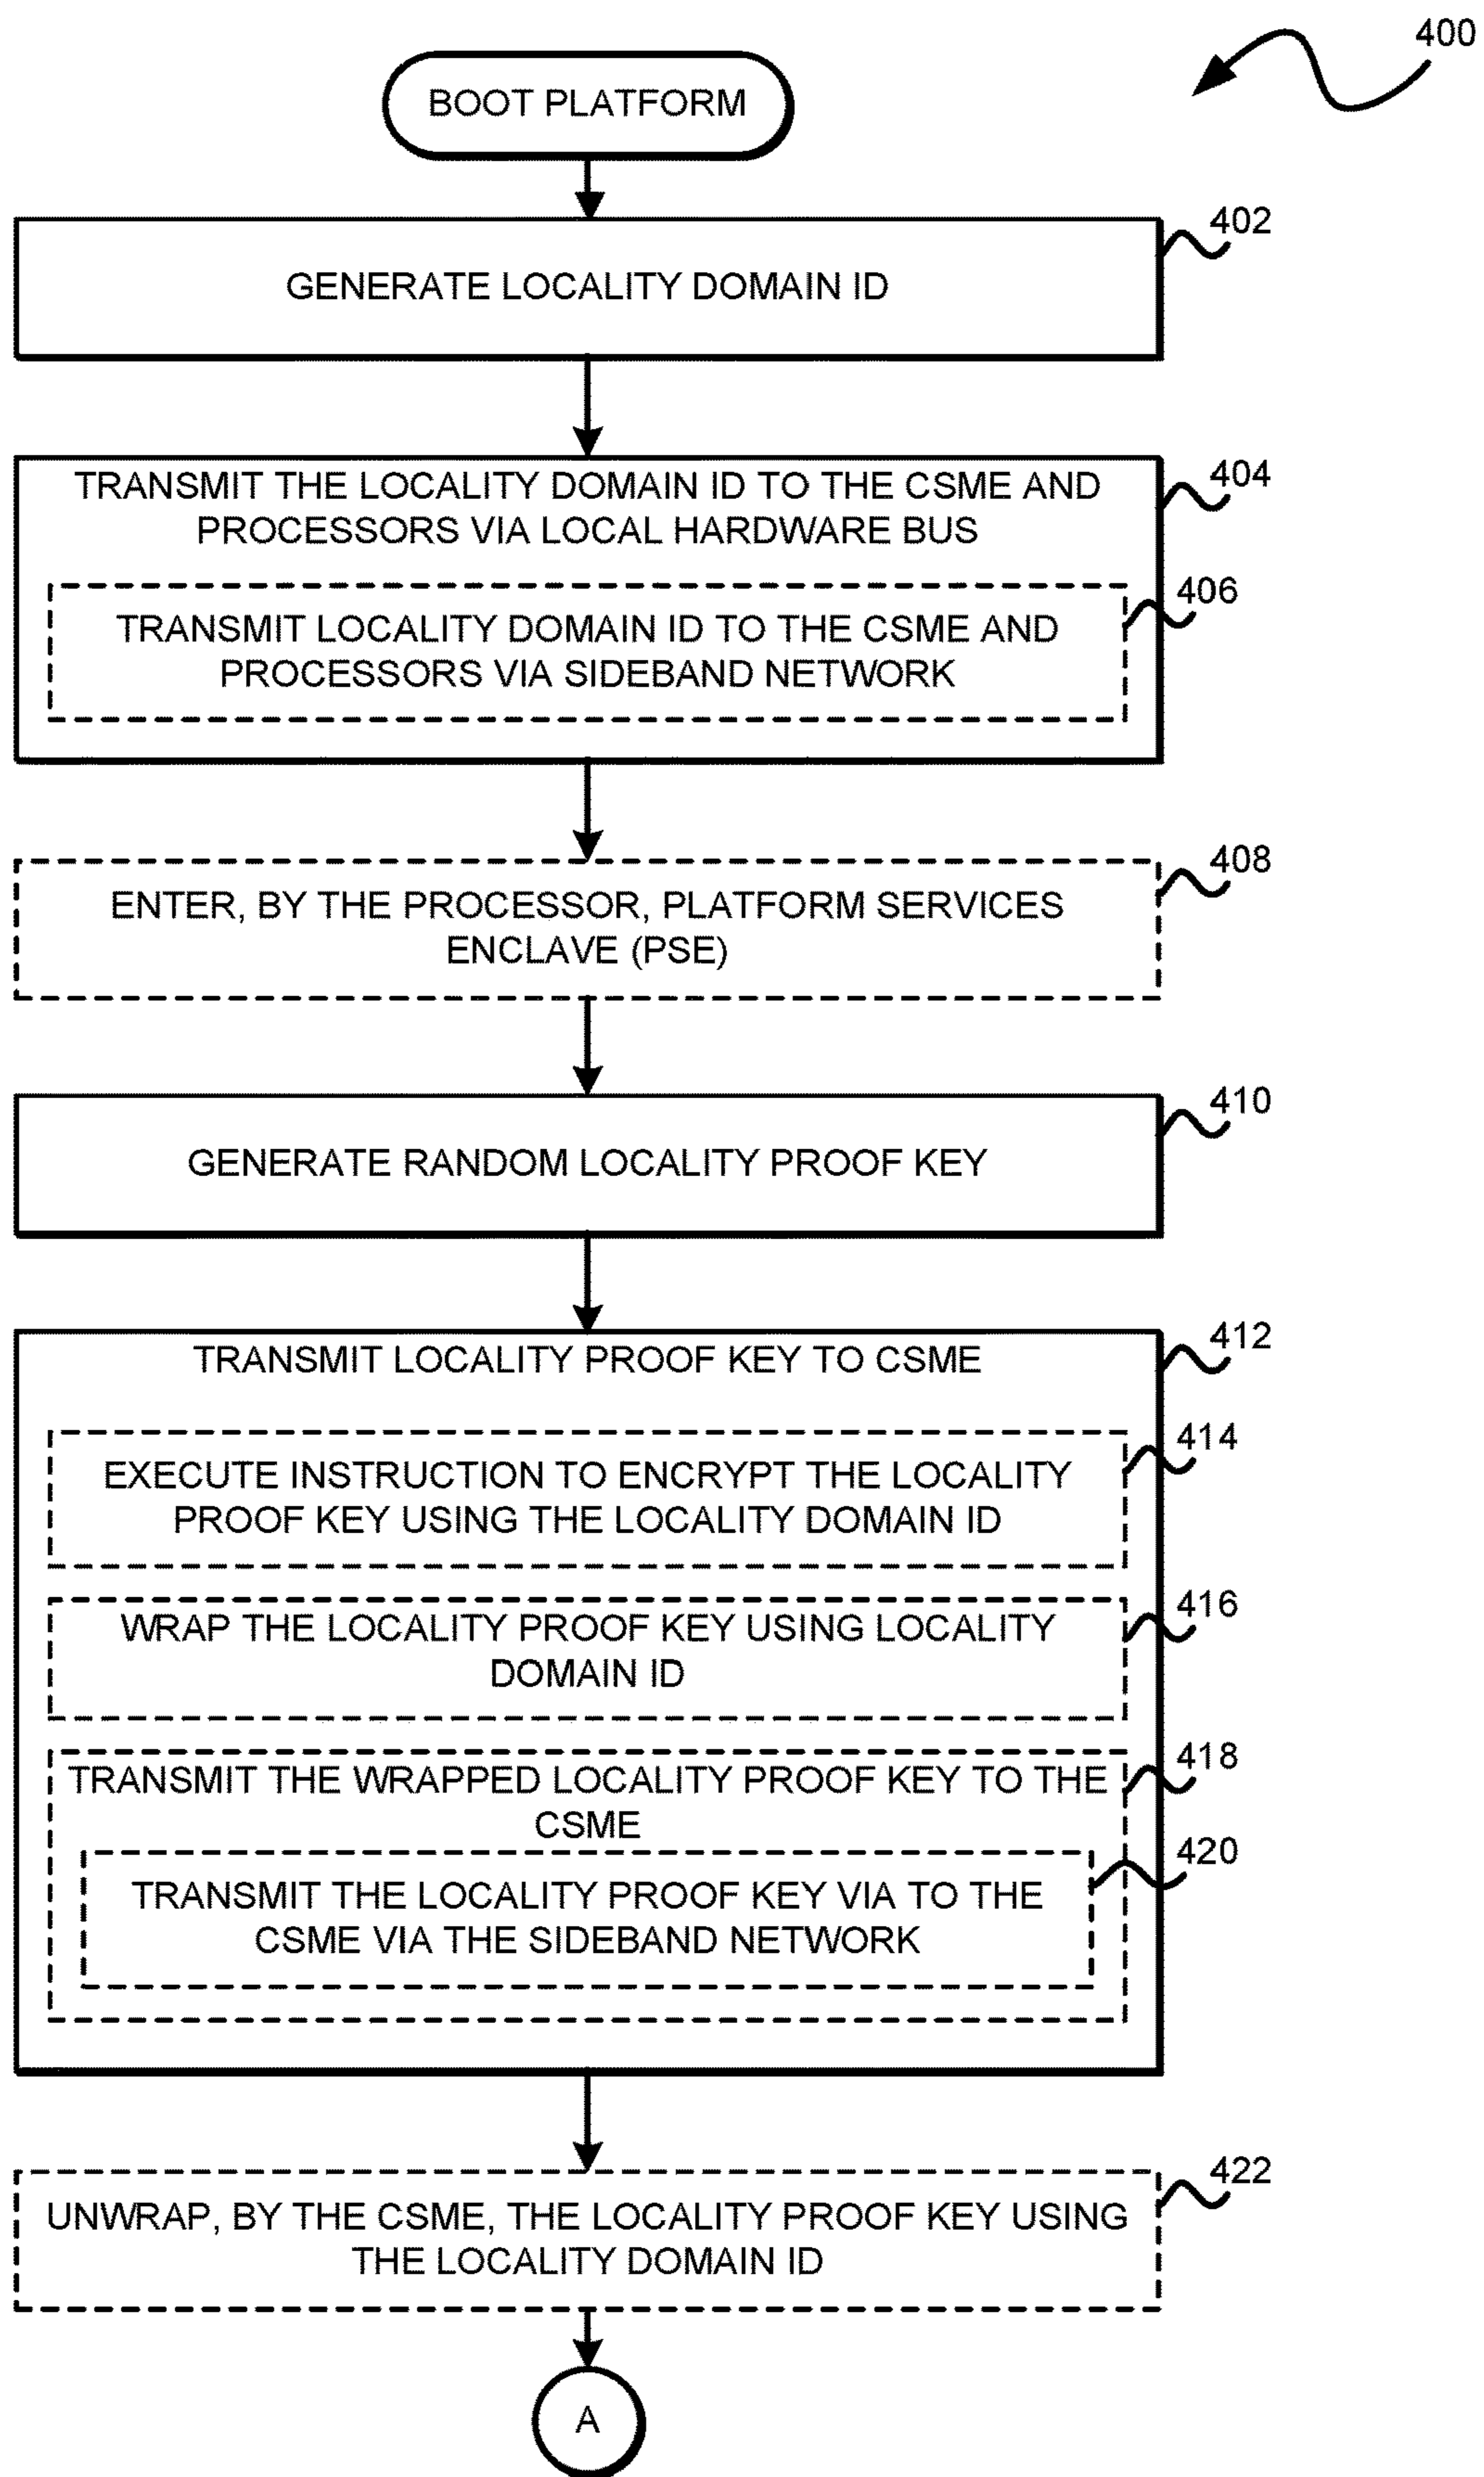 400
BOOT PLATFORM
402
GENERATE LOCALITY DOMAIN ID
404
TRANSMIT THE LOCALITY DOMAIN ID TO THE CSME AND
PROCESSORS VIA LOCAL HARDWARE BUS
406
TRANSMIT LOCALITY DOMAIN ID TO THE CSME AND
PROCESSORS VIA SIDEBAND NETWORK
408
ENTER, BY THE PROCESSOR, PLATFORM SERVICES
ENCLAVE (PSE)
410
GENERATE RANDOM LOCALITY PROOF KEY
412
TRANSMIT LOCALITY PROOF KEY TO CSME
414
EXECUTE INSTRUCTION TO ENCRYPT THE LOCALITY
PROOF KEY USING THE LOCALITY DOMAIN ID
416
WRAP THE LOCALITY PROOF KEY USING LOCALITY
DOMAIN ID
418
TRANSMIT THE WRAPPED LOCALITY PROOF KEY TO THE
CSME
420
TRANSMIT THE LOCALITY PROOF KEY VIA TO THE
CSME VIA THE SIDEBAND NETWORK
422
UNWRAP, BY THE CSME, THE LOCALITY PROOF KEY USING
THE LOCALITY DOMAIN ID
A